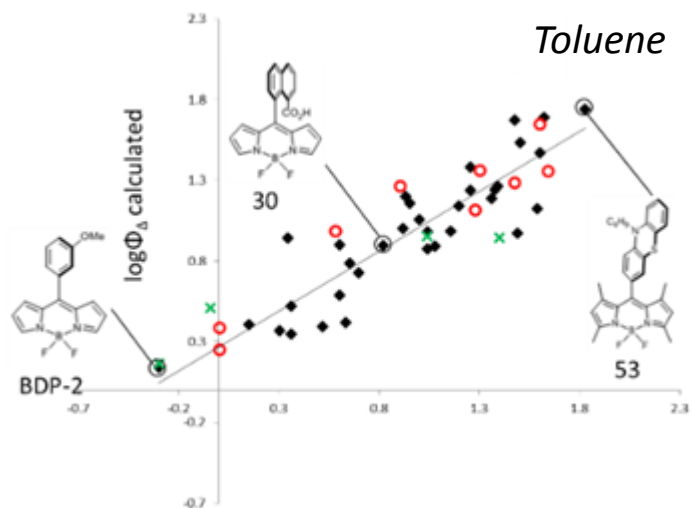 Toluene
2.3
1.8
1.3
0.8
0.3
-0.2
-0.7
-0.7
-0.2
0.3
0.8
1.3
1.8
2.3
logΦΔ calculated
CO₂H
N
N
B
F
F
30
OMe
N
N
B
F
F
BDP-2
N
N
N
B
F
F
53